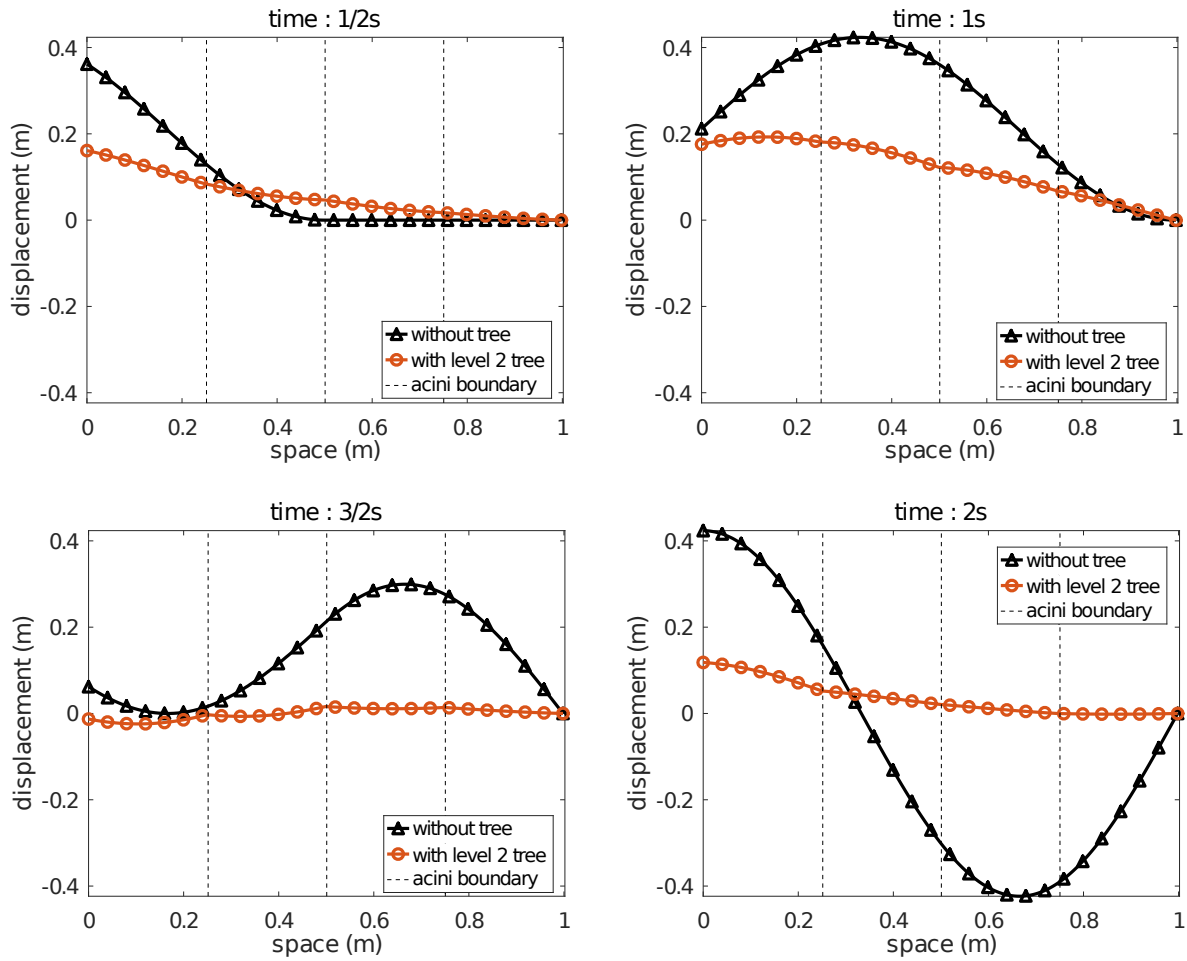 time : 1/2s
displacement (m)
0.4
0.2
0
-0.2
-0.4
without tree
with level 2 tree
acini boundary
0 0.2 0.4 0.6 0.8 1
space (m)
time : 1s
displacement (m)
0.4
0.2
0
-0.2
-0.4
without tree
with level 2 tree
acini boundary
0 0.2 0.4 0.6 0.8 1
space (m)
time : 3/2s
displacement (m)
0.4
0.2
0
-0.2
-0.4
without tree
with level 2 tree
acini boundary
0 0.2 0.4 0.6 0.8 1
space (m)
time : 2s
displacement (m)
0.4
0.2
0
-0.2
-0.4
without tree
with level 2 tree
acini boundary
0 0.2 0.4 0.6 0.8 1
space (m)